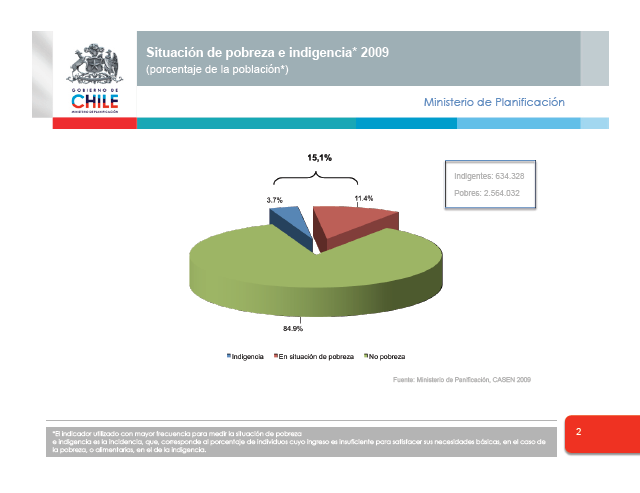 Situación de pobreza e indigencia* 2009
(porcentaje de la población*)
GOBIERNO DE
CHILE
MINISTERIO DE PLANIFICACIÓN
Ministerio de Planificación
15,1%
Indigentes: 634.328
Pobres: 2.564.032
3.7%
11.4%
84.9%
Indigencia
En situación de pobreza
No pobreza
Fuente: Ministerio de Panificación, CASEN 2009
*El indicador utilizado con mayor frecuencia para medir la situación de pobreza
e indigencia es la incidencia, que, corresponde al porcentaje de individuos cuyo ingreso es insuficiente para satisfacer sus necesidades básicas, en el caso de
la pobreza, o alimentarias, en el de la indigencia.
2